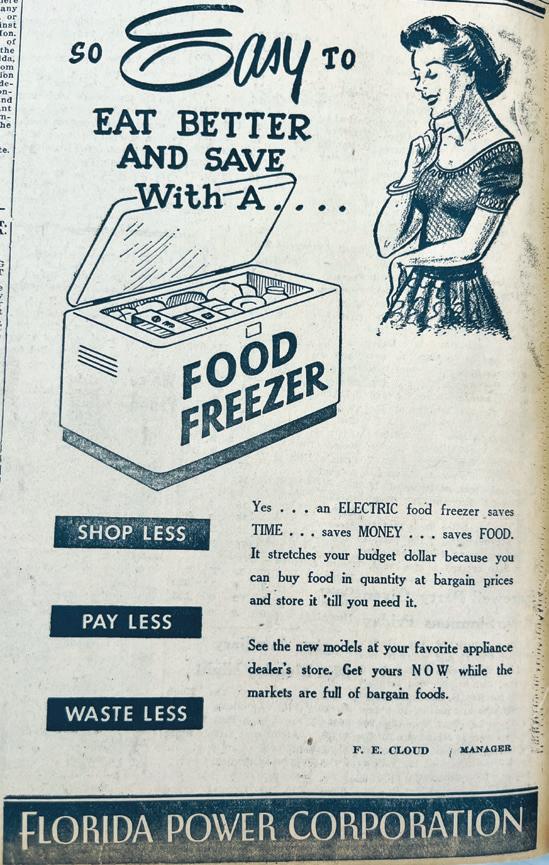 SO Easy TO
EAT BETTER
AND SAVE
With A....
FOOD
FREEZER
SHOP LESS
PAY LESS
WASTE LESS
Yes . . . an ELECTRIC food freezer saves
TIME . . . saves MONEY . . . saves FOOD.
It stretches your budget dollar because you
can buy food in quantity at bargain prices
and store it 'till you need it.
See the new models at your favorite appliance
dealer's store. Get yours NOW while the
markets are full of bargain foods.
F. E. CLOUD MANAGER
FLORIDA POWER CORPORATION